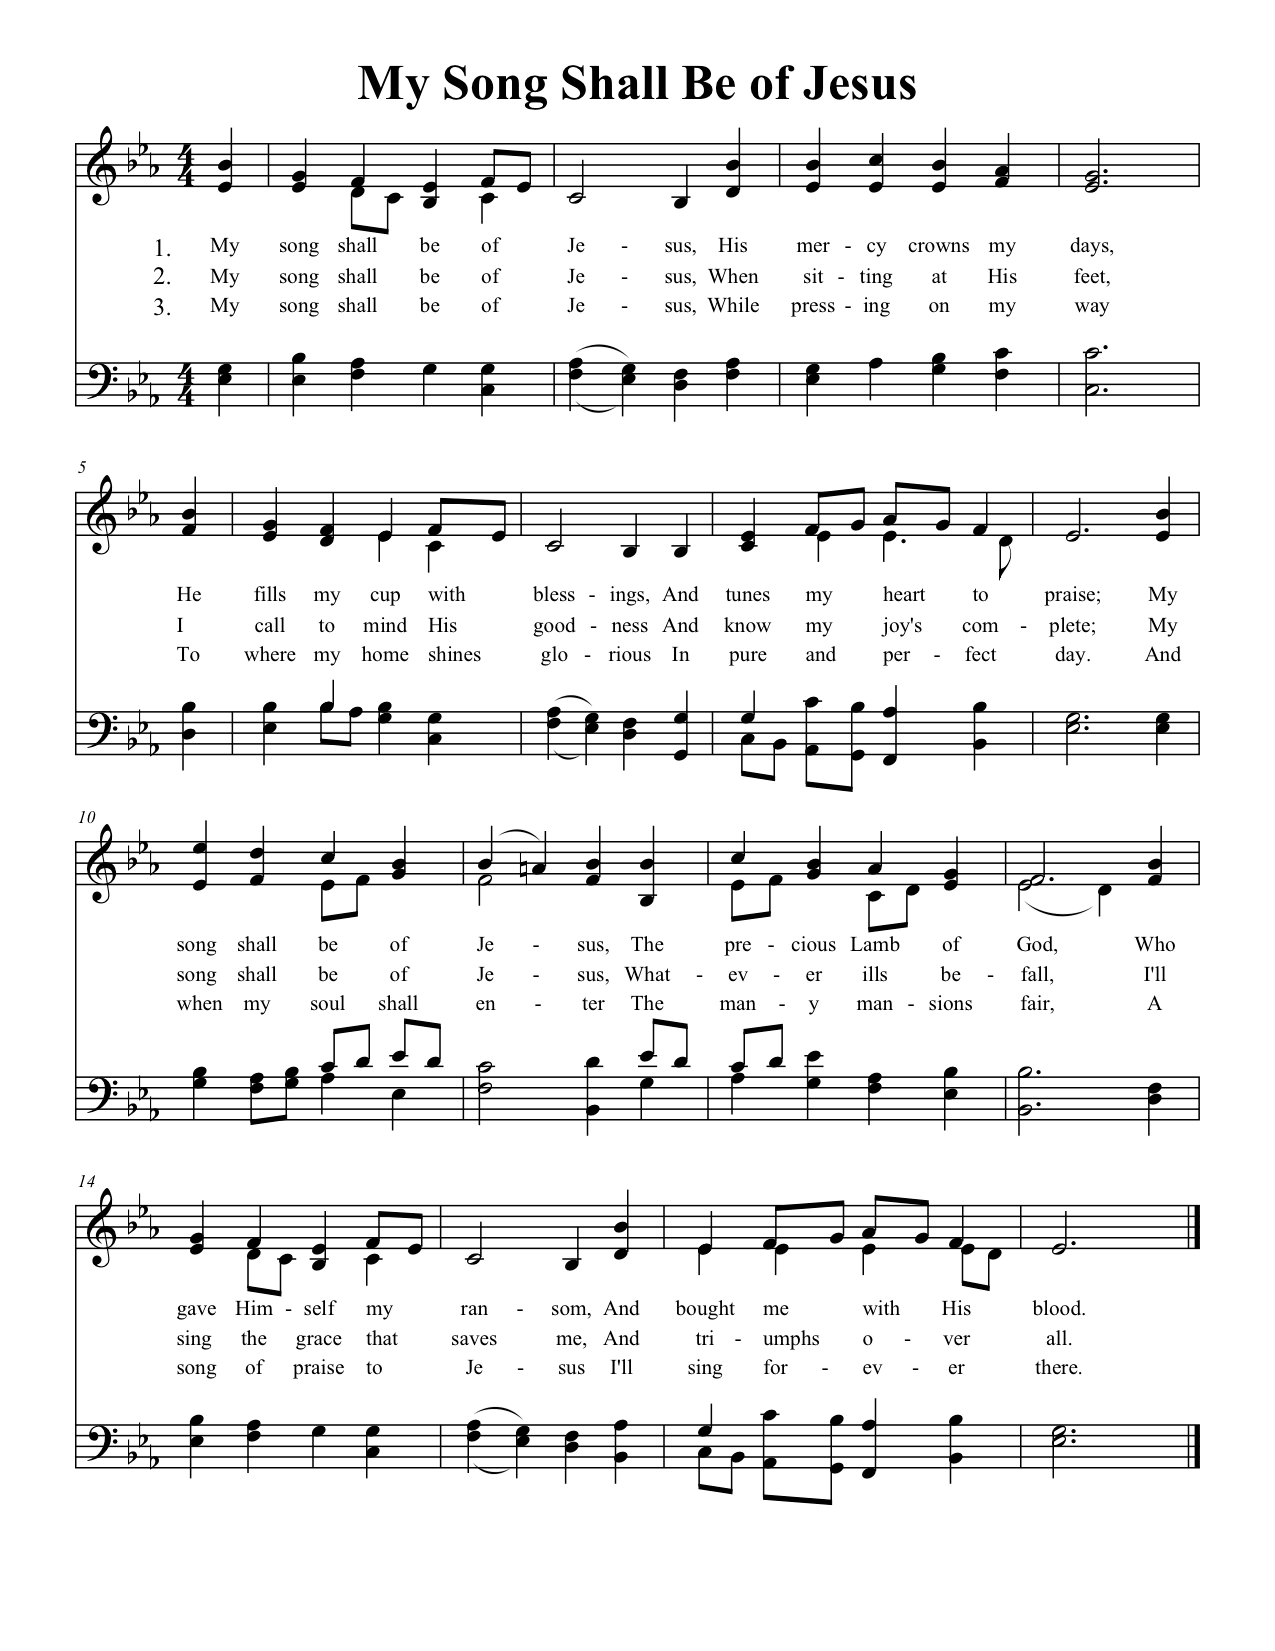 My Song Shall Be of Jesus
4 4
1. My song shall be of Je - sus, His mer - cy crowns my days,
2. My song shall be of Je - sus, When sit - ting at His feet,
3. My song shall be of Je - sus, While press - ing on my way
4 4
5
He fills my cup with bless - ings, And tunes my heart to praise; My
I call to mind His good - ness And know my joy's com - plete; My
To where my home shines glo - rious In pure and per - fect day. And
10
song shall be of Je - sus, The pre - cious Lamb of God, Who
song shall be of Je - sus, What - ev - er ills be - fall, I'll
when my soul shall en - ter The man - y man - sions fair, A
14
gave Him - self my ran - som, And bought me with His blood.
sing the grace that saves me, And tri - umphs o - ver all.
song of praise to Je - sus I'll sing for - ev - er there.